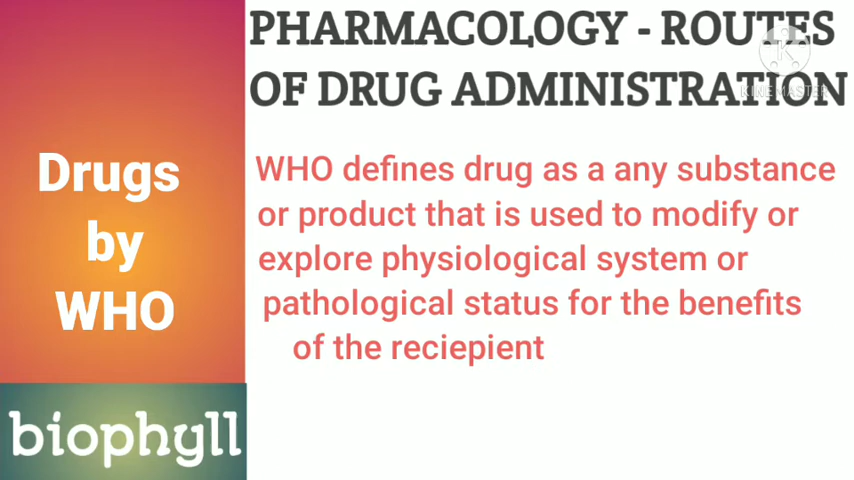 PHARMACOLOGY - ROUTES
OF DRUG ADMINISTRATION
KINEMASTER
Drugs
by
WHO
WHO defines drug as a any substance
or product that is used to modify or
explore physiological system or
pathological status for the benefits
of the reciepient
biophyll